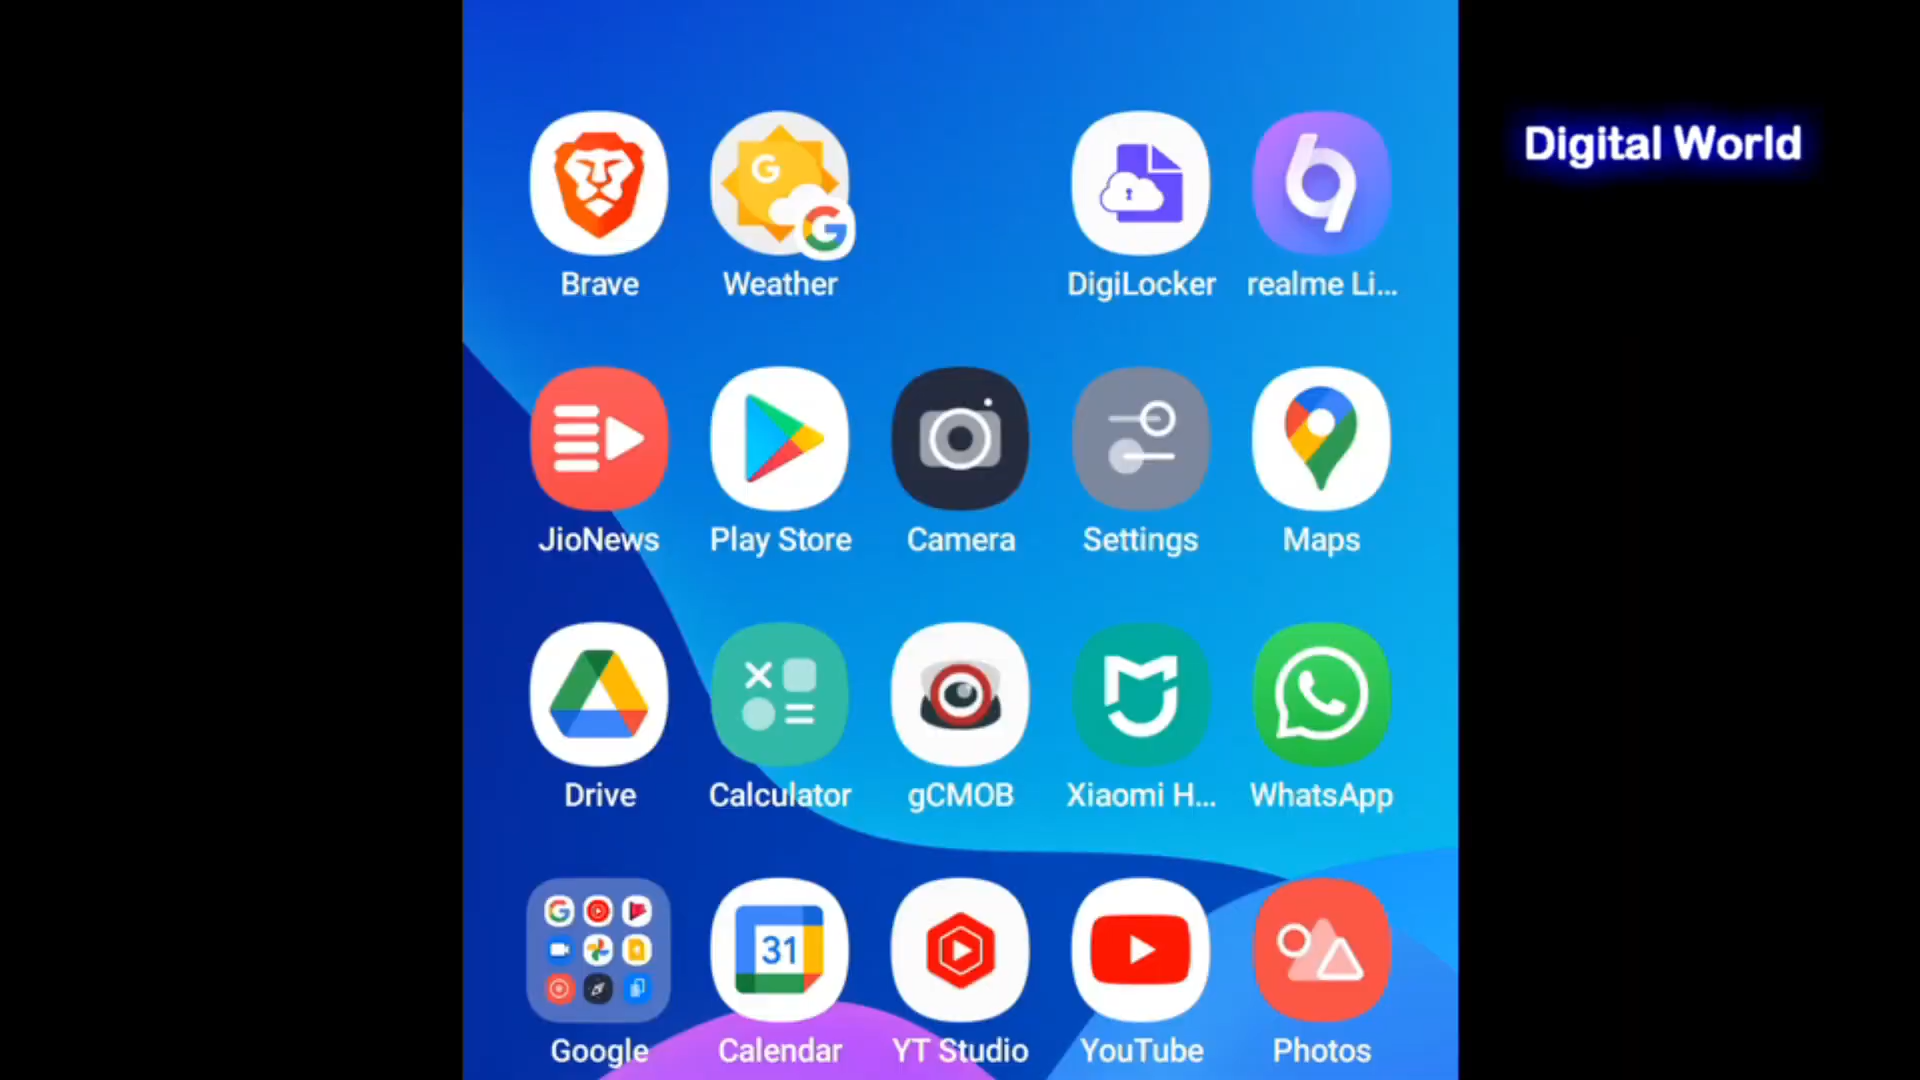 Digital World
Brave
Weather
DigiLocker
realme Li...
JioNews
Play Store
Camera
Settings
Maps
Drive
Calculator
gCMOB
Xiaomi H...
WhatsApp
31
Google
Calendar
YT Studio
YouTube
Photos